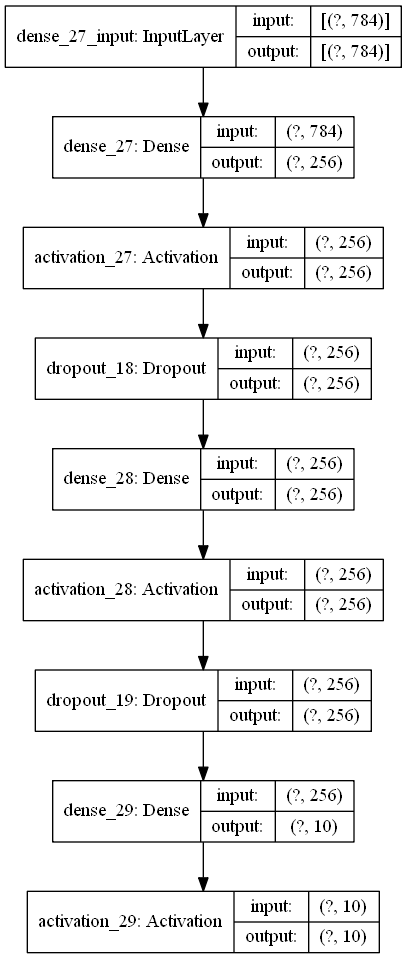 dense_27_input: InputLayer input: [(?, 784)]
output: [(?, 784)]
dense_27: Dense input: (?, 784)
output: (?, 256)
activation_27: Activation input: (?, 256)
output: (?, 256)
dropout_18: Dropout input: (?, 256)
output: (?, 256)
dense_28: Dense input: (?, 256)
output: (?, 256)
activation_28: Activation input: (?, 256)
output: (?, 256)
dropout_19: Dropout input: (?, 256)
output: (?, 256)
dense_29: Dense input: (?, 256)
output: (?, 10)
activation_29: Activation input: (?, 10)
output: (?, 10)